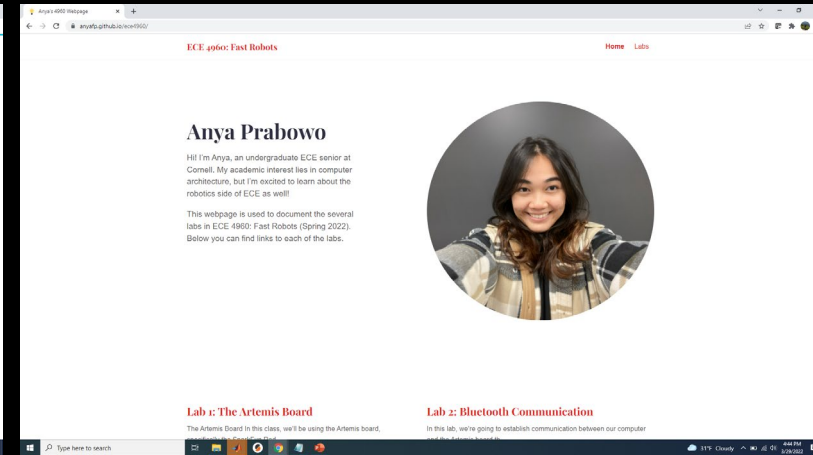 Anya's 4960 Webpage
anyafp.github.io/ece4960/
ECE 4960: Fast Robots
Home Labs
Anya Prabowo
Hi! I'm Anya, an undergraduate ECE senior at
Cornell. My academic interest lies in computer
architecture, but I'm excited to learn about the
robotics side of ECE as well!
This webpage is used to document the several
labs in ECE 4960: Fast Robots (Spring 2022).
Below you can find links to each of the labs.
Lab 1: The Artemis Board
The Artemis Board In this class, we'll be using the Artemis board,
Lab 2: Bluetooth Communication
In this lab, we're going to establish communication between our computer
Type here to search
31°F Cloudy
4:44 PM
3/28/2022